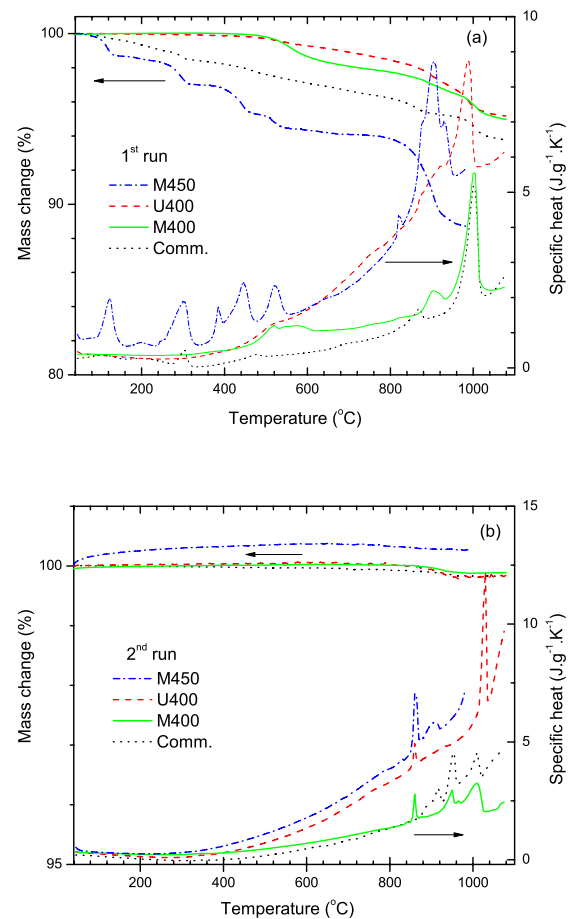 (a)
100
90
80
10
5
0
Mass change (%)
Specific heat (J.g⁻¹.K⁻¹)
1ˢᵗ run
M450
U400
M400
Comm.
200 400 600 800 1000
Temperature (°C)
(b)
100
95
15
10
5
0
Mass change (%)
Specific heat (J.g⁻¹.K⁻¹)
2ⁿᵈ run
M450
U400
M400
Comm.
200 400 600 800 1000
Temperature (°C)